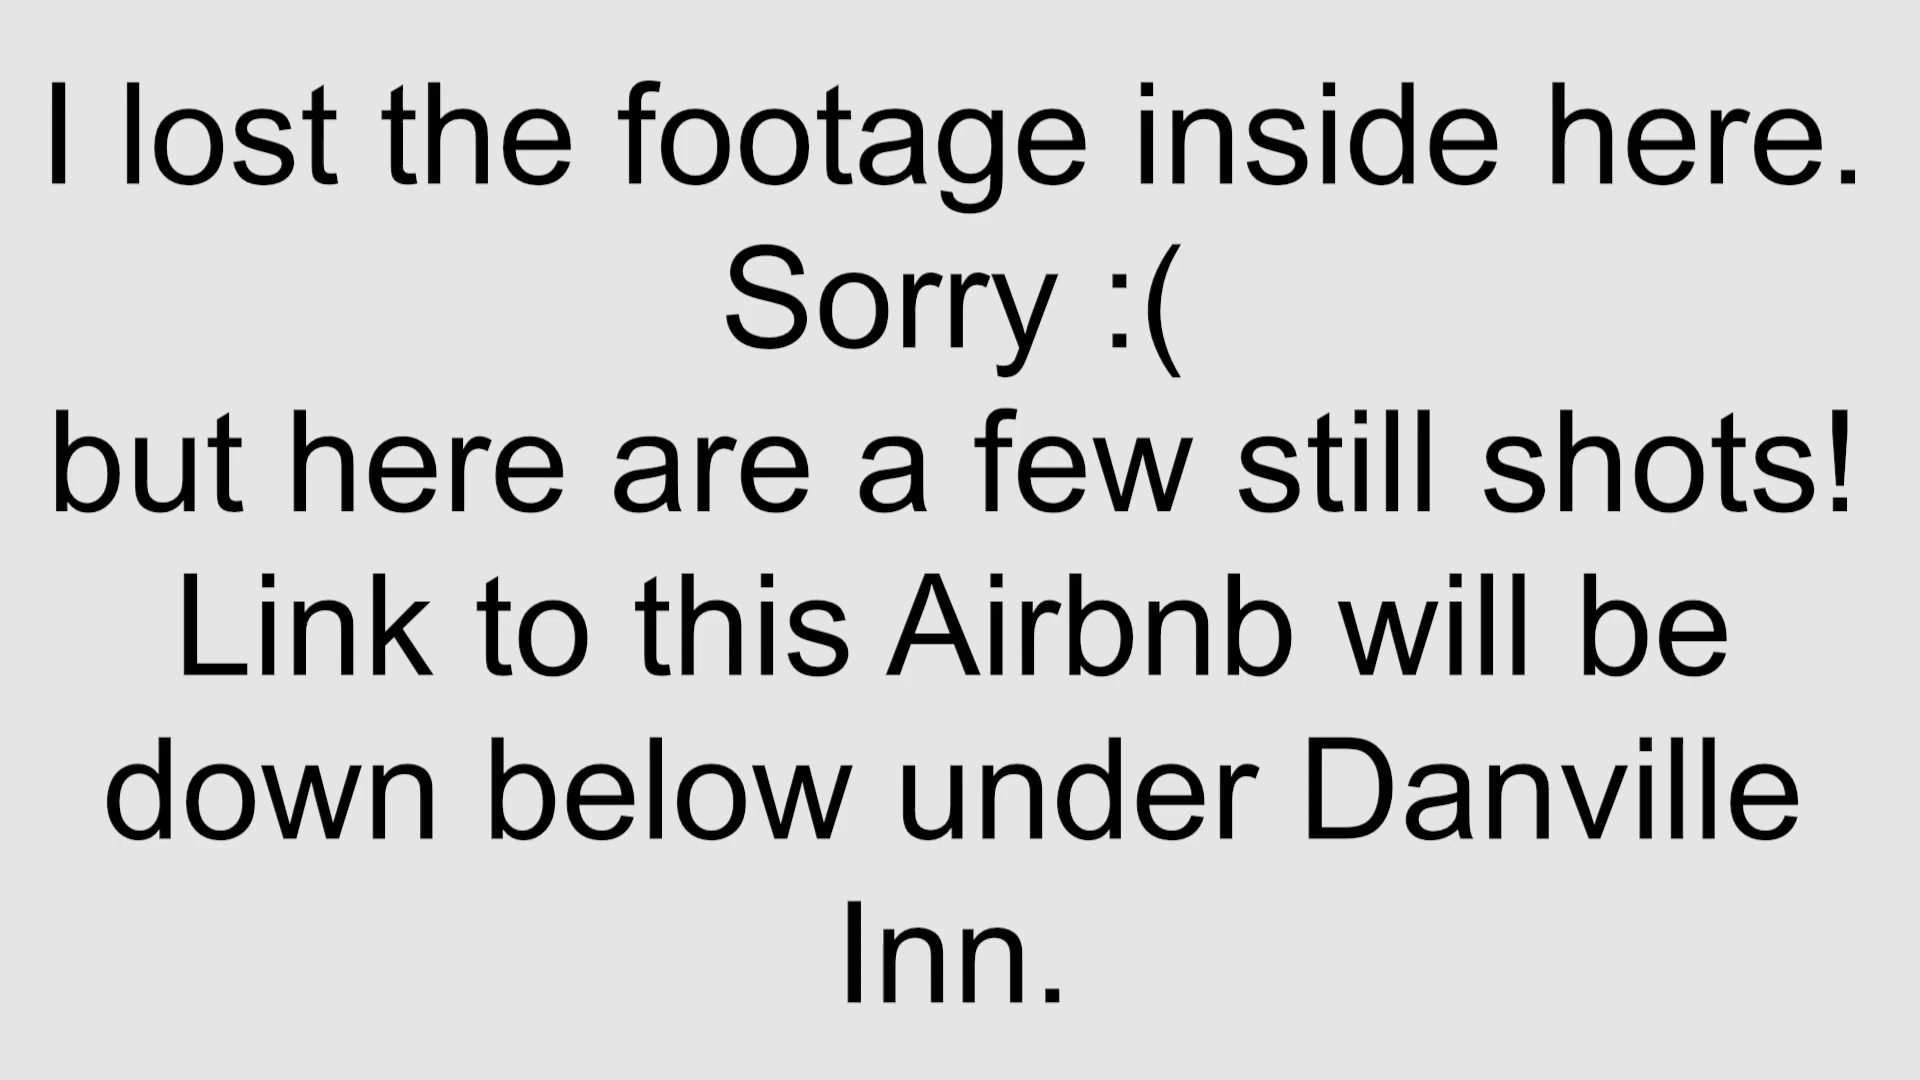 I lost the footage inside here.
Sorry :(
but here are a few still shots!
Link to this Airbnb will be
down below under Danville
Inn.